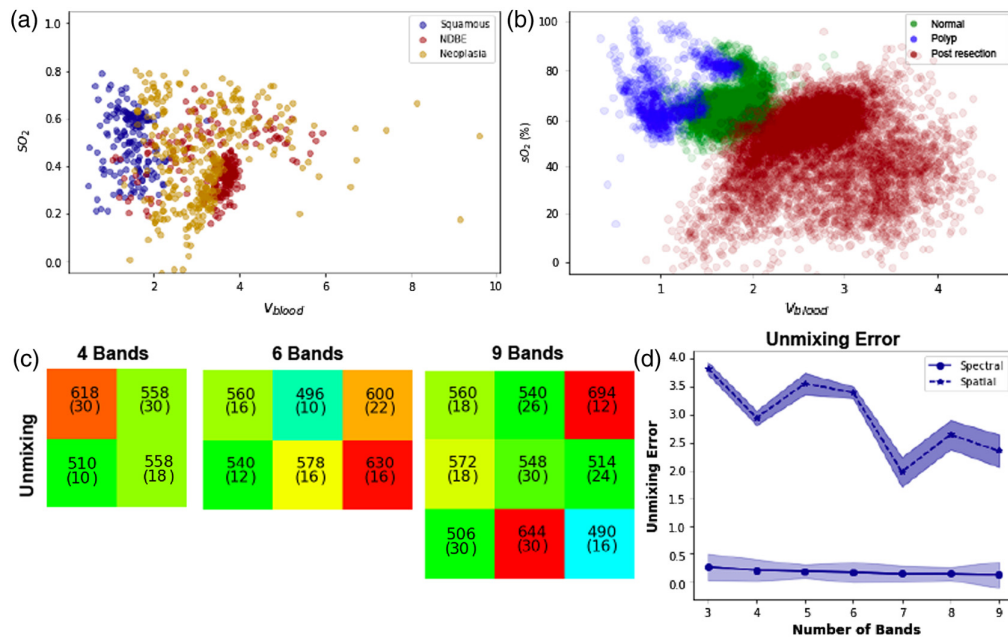 (a)
1.0
0.8
0.6
0.4
0.2
0.0
SO2
2
4
6
8
10
Vblood
Squamous
NDBE
Neoplasia
(b)
100
80
60
40
20
0
sO2 (%)
1
2
3
4
Vblood
Normal
Polyp
Post resection
(c)
Unmixing
4 Bands
618 558
(30) (30)
510 558
(10) (18)
6 Bands
560 496 600
(16) (10) (22)
540 578 630
(12) (16) (16)
9 Bands
560 540 694
(18) (26) (12)
572 548 514
(18) (30) (24)
506 644 490
(30) (30) (16)
(d)
Unmixing Error
4.0
3.5
3.0
2.5
2.0
1.5
1.0
0.5
0.0
Unmixing Error
3 4 5 6 7 8 9
Number of Bands
Spectral
Spatial